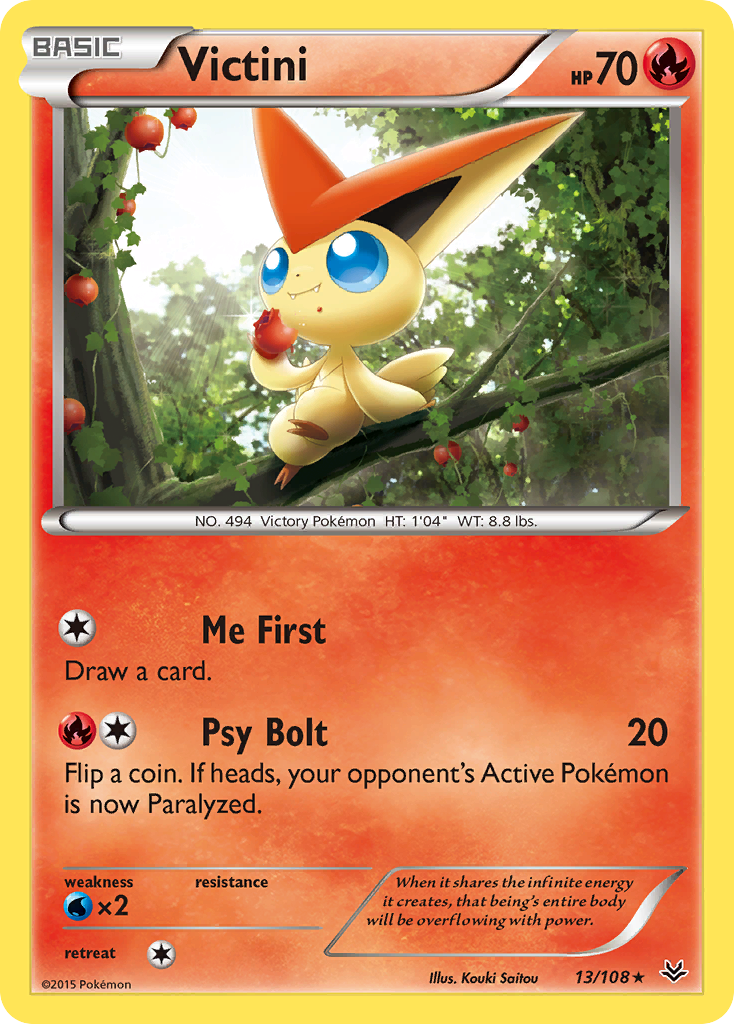 BASIC
Victini
HP 70
NO. 494 Victory Pokémon HT: 1'04" WT: 8.8 lbs.
Me First
Draw a card.
Psy Bolt 20
Flip a coin. If heads, your opponent's Active Pokémon
is now Paralyzed.
weakness resistance
×2
When it shares the infinite energy
it creates, that being's entire body
will be overflowing with power.
retreat
©2015 Pokémon
Illus. Kouki Saitou 13/108★